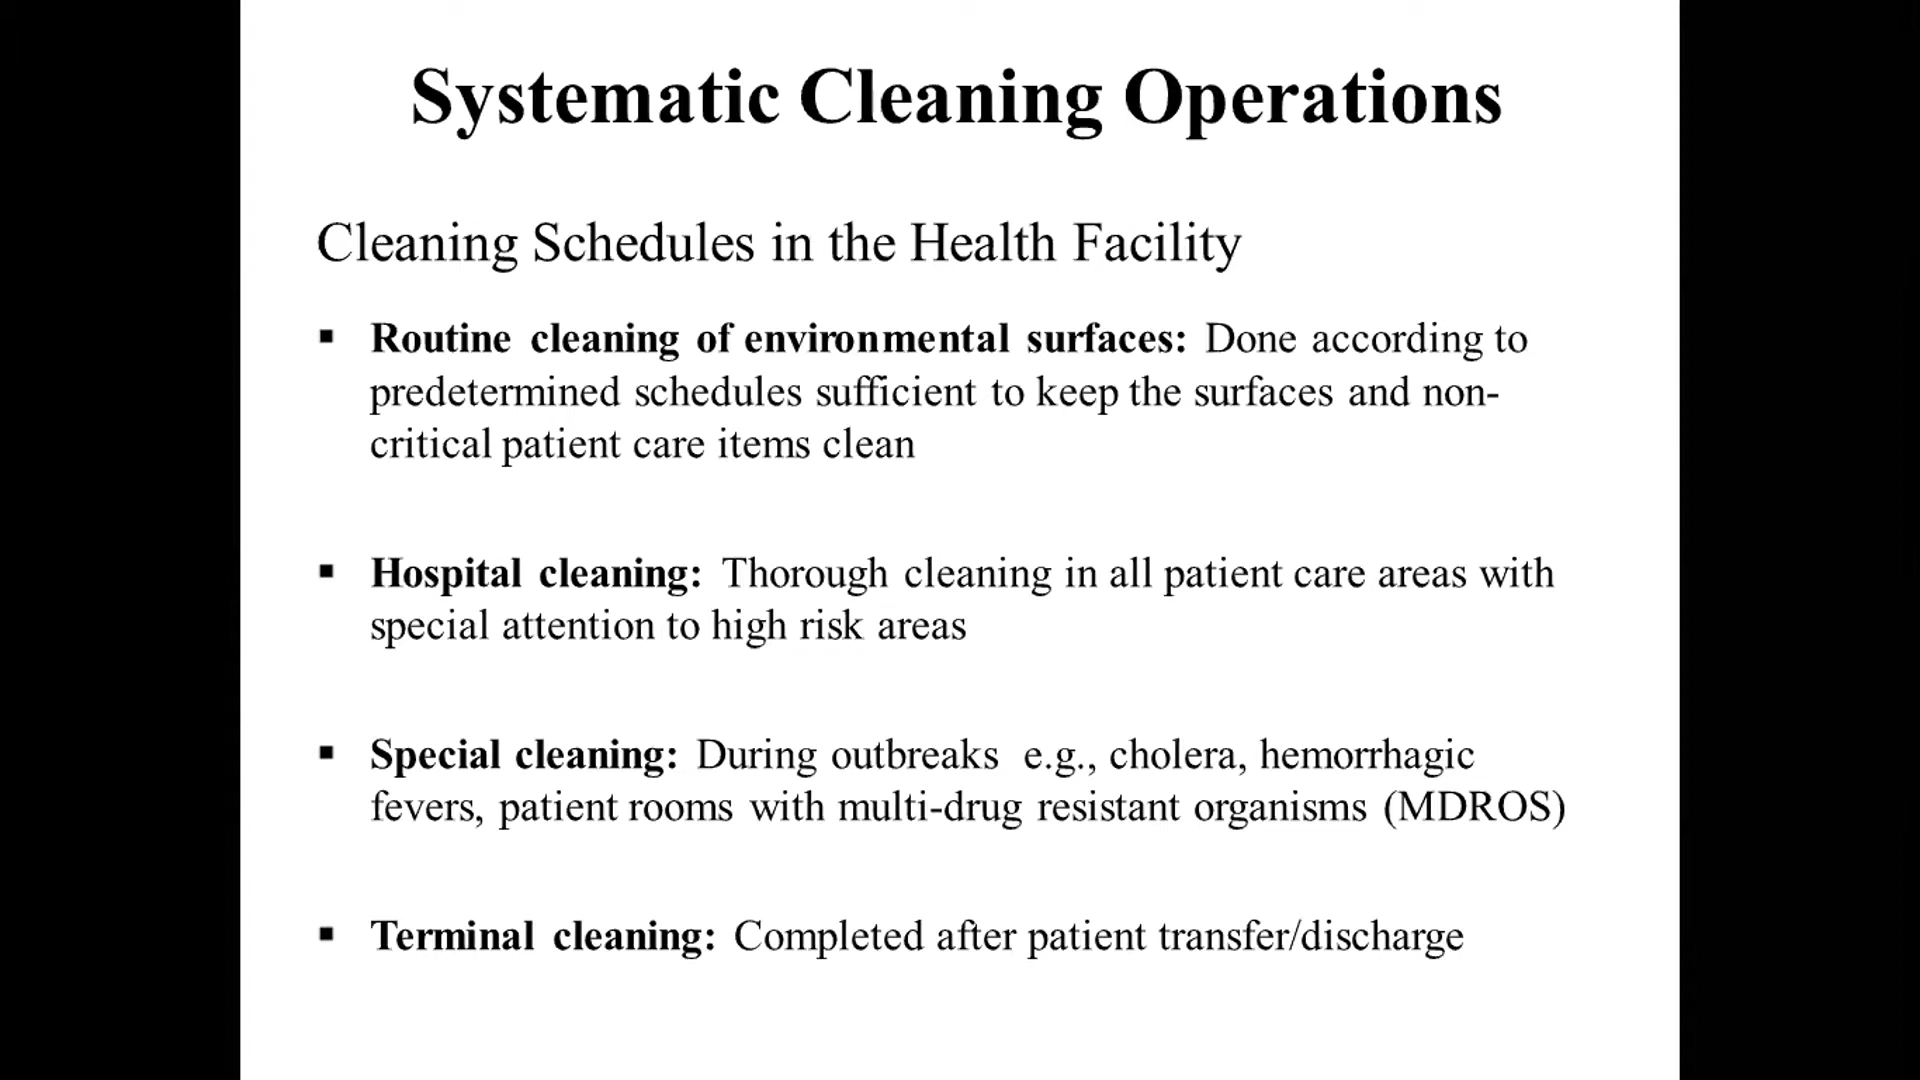 Systematic Cleaning Operations
Cleaning Schedules in the Health Facility
▪ Routine cleaning of environmental surfaces: Done according to
predetermined schedules sufficient to keep the surfaces and non-
critical patient care items clean
▪ Hospital cleaning: Thorough cleaning in all patient care areas with
special attention to high risk areas
▪ Special cleaning: During outbreaks e.g., cholera, hemorrhagic
fevers, patient rooms with multi-drug resistant organisms (MDROS)
▪ Terminal cleaning: Completed after patient transfer/discharge